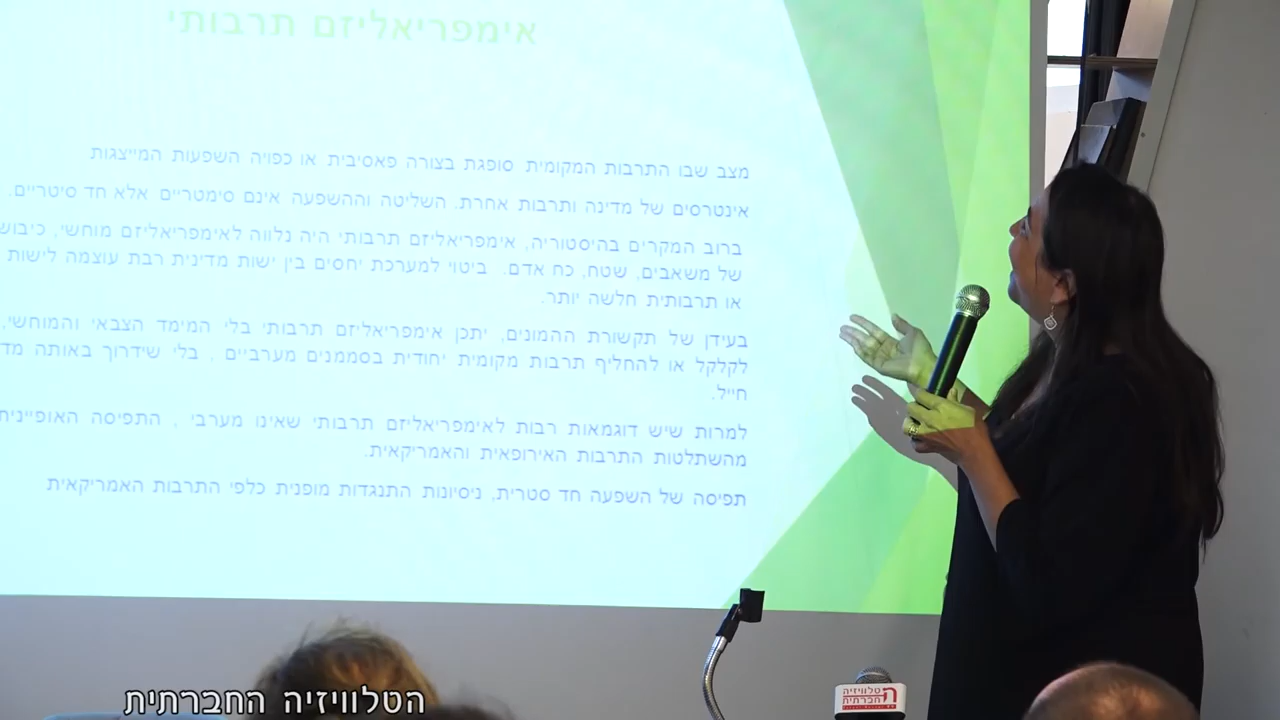 אימפריאליזם תרבותי
מצב שבו התרבות המקומית סופגת בצורה פאסיבית או כפויה השפעות המייצגות
אינטרסים של מדינה ותרבות אחרת. השליטה וההשפעה אינם סימטריים אלא חד סיטריים.
ברוב המקרים בהיסטוריה, אימפריאליזם תרבותי היה נלווה לאימפריאליזם מוחשי, כיבוש
של משאבים, שטח, כח אדם. ביטוי למערכת יחסים בין ישות מדינית רבת עוצמה לישות
או תרבותית חלשה יותר.
בעידן של תקשורת ההמונים, יתכן אימפריאליזם תרבותי בלי המימד הצבאי והמוחשי,
לקלקל או להחליף תרבות מקומית יחודית בסממנים מערביים , בלי שידרוך באותה מד
חייל.
למרות שיש דוגמאות רבות לאימפריאליזם תרבותי שאינו מערבי , התפיסה האופיינית
מהשתלטות התרבות האירופאית והאמריקאית.
תפיסה של השפעה חד סטרית, ניסיונות התנגדות מופנית כלפי התרבות האמריקאית
הטלוויזיה
החברתית
הטלוויזיה החברתית